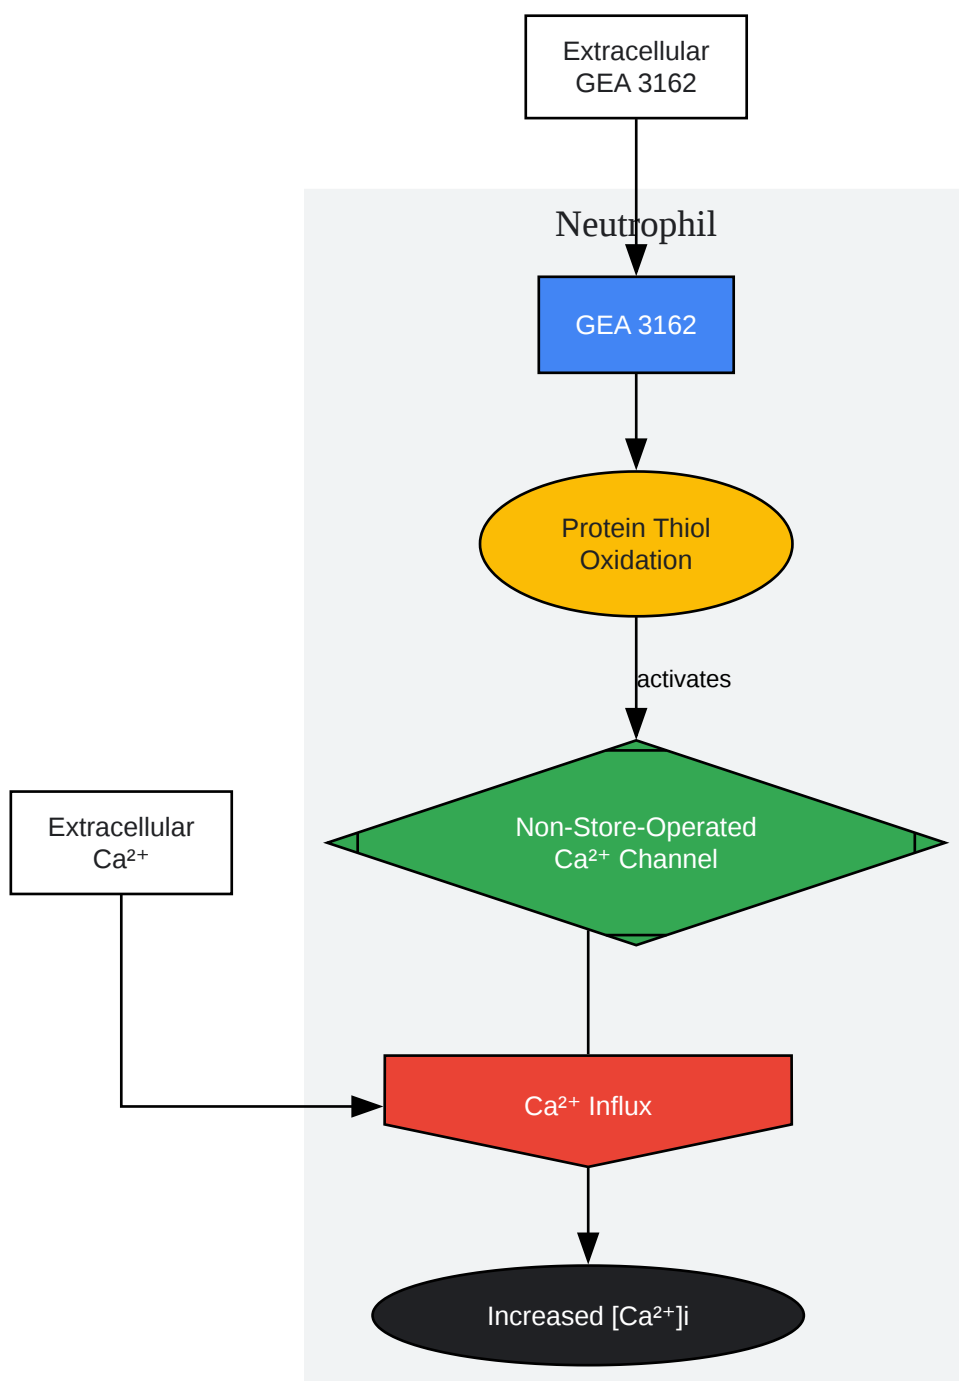 Extracellular
GEA 3162
Neutrophil
GEA 3162
Protein Thiol
Oxidation
activates
Extracellular
Ca²⁺
Non-Store-Operated
Ca²⁺ Channel
Ca²⁺ Influx
Increased [Ca²⁺]i